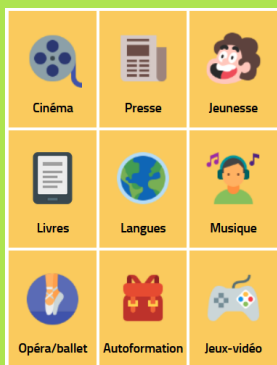 Cinéma Presse Jeunesse
Livres Langues Musique
Opéra/ballet Autoformation Jeux-vidéo